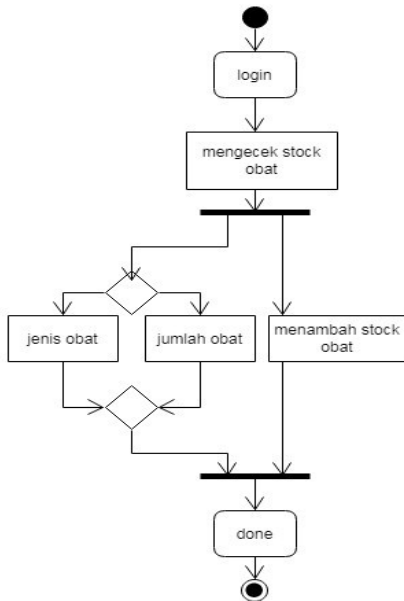 login
mengecek stock
obat
jenis obat
jumlah obat
menambah stock
obat
done